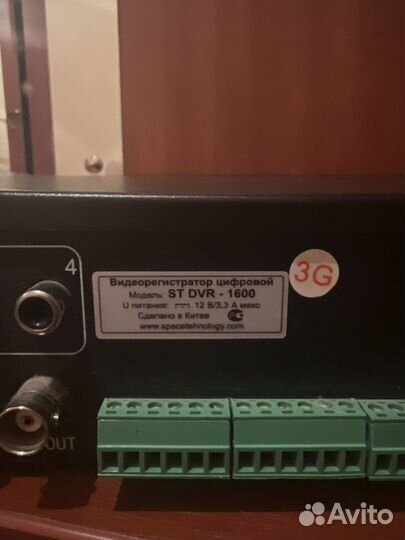 4
3G
Видеорегистратор цифровой
Модель: ST DVR - 1600
U питания: 12 В/3,3 А макс
Сделано в Китае
www.spacetehnology.com
OUT
Avito